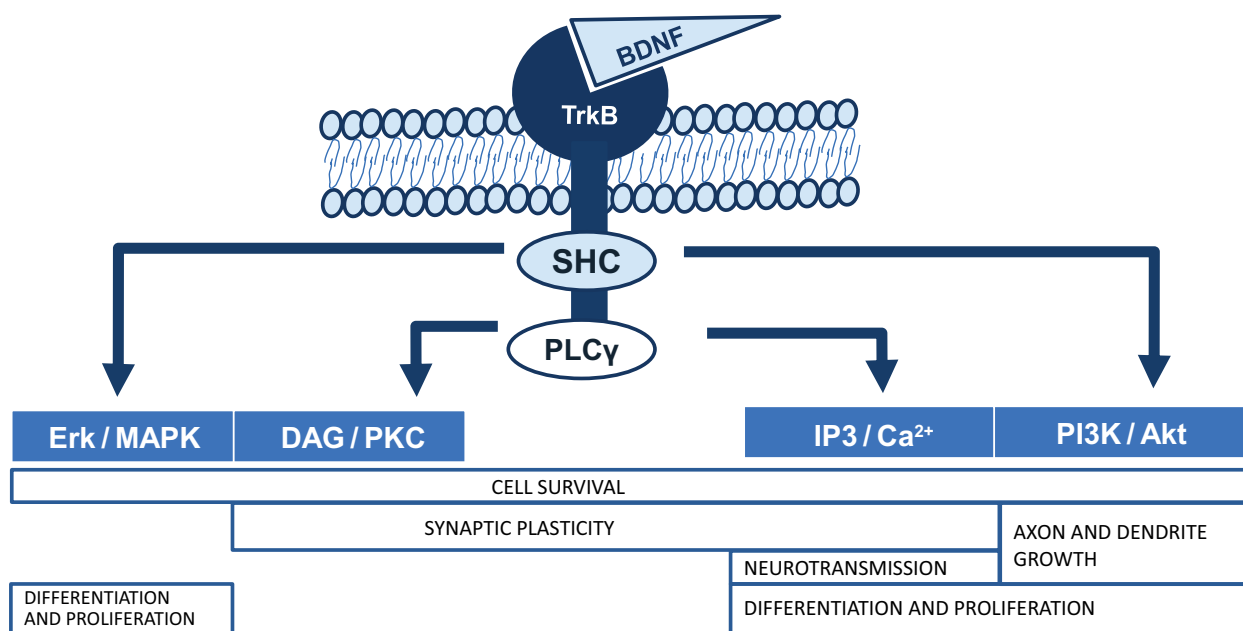 BDNF
TrkB
SHC
PLCγ
Erk / MAPK
DAG / PKC
IP3 / Ca²⁺
PI3K / Akt
CELL SURVIVAL
SYNAPTIC PLASTICITY
AXON AND DENDRITE
GROWTH
NEUROTRANSMISSION
DIFFERENTIATION
AND PROLIFERATION
DIFFERENTIATION AND PROLIFERATION